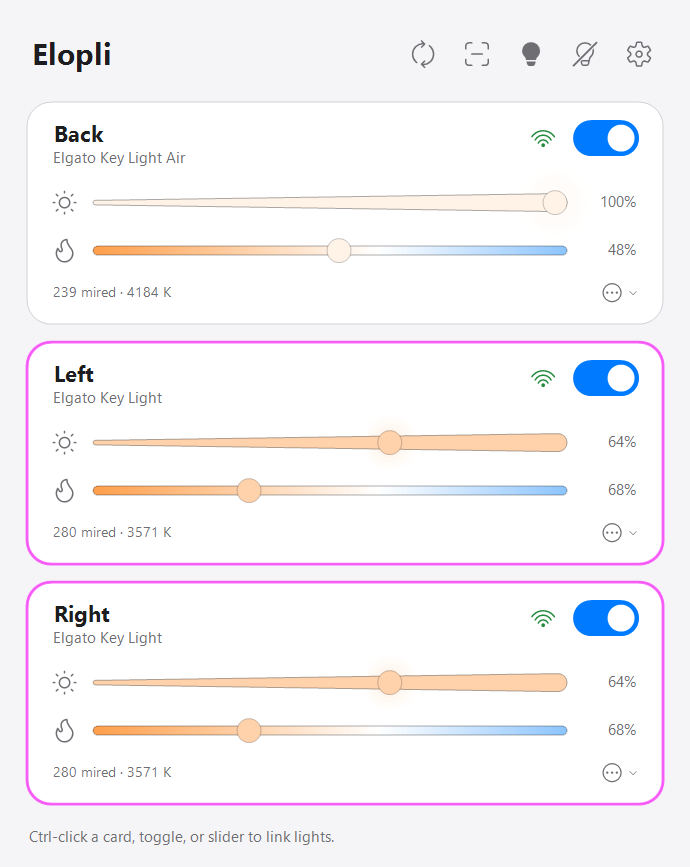 Elopli
Back
Elgato Key Light Air
100%
48%
239 mired · 4184 K
Left
Elgato Key Light
64%
68%
280 mired · 3571 K
Right
Elgato Key Light
64%
68%
280 mired · 3571 K
Ctrl-click a card, toggle, or slider to link lights.